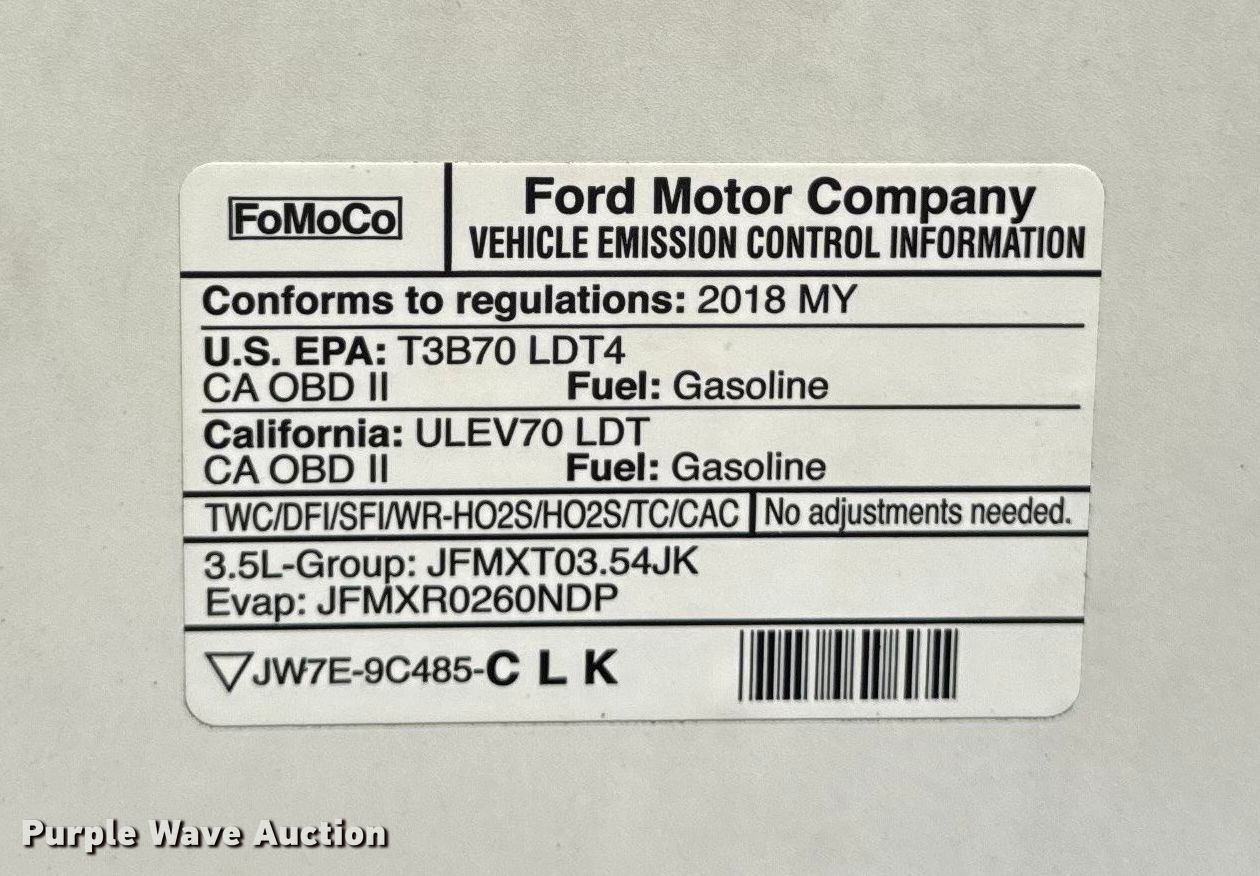 FoMoCo
Ford Motor Company
VEHICLE EMISSION CONTROL INFORMATION
Conforms to regulations: 2018 MY
U.S. EPA: T3B70 LDT4
CA OBD II Fuel: Gasoline
California: ULEV70 LDT
CA OBD II Fuel: Gasoline
TWC/DFI/SFI/WR-HO2S/HO2S/TC/CAC No adjustments needed.
3.5L-Group: JFMXT03.54JK
Evap: JFMXR0260NDP
JW7E-9C485-C L K
Purple Wave Auction